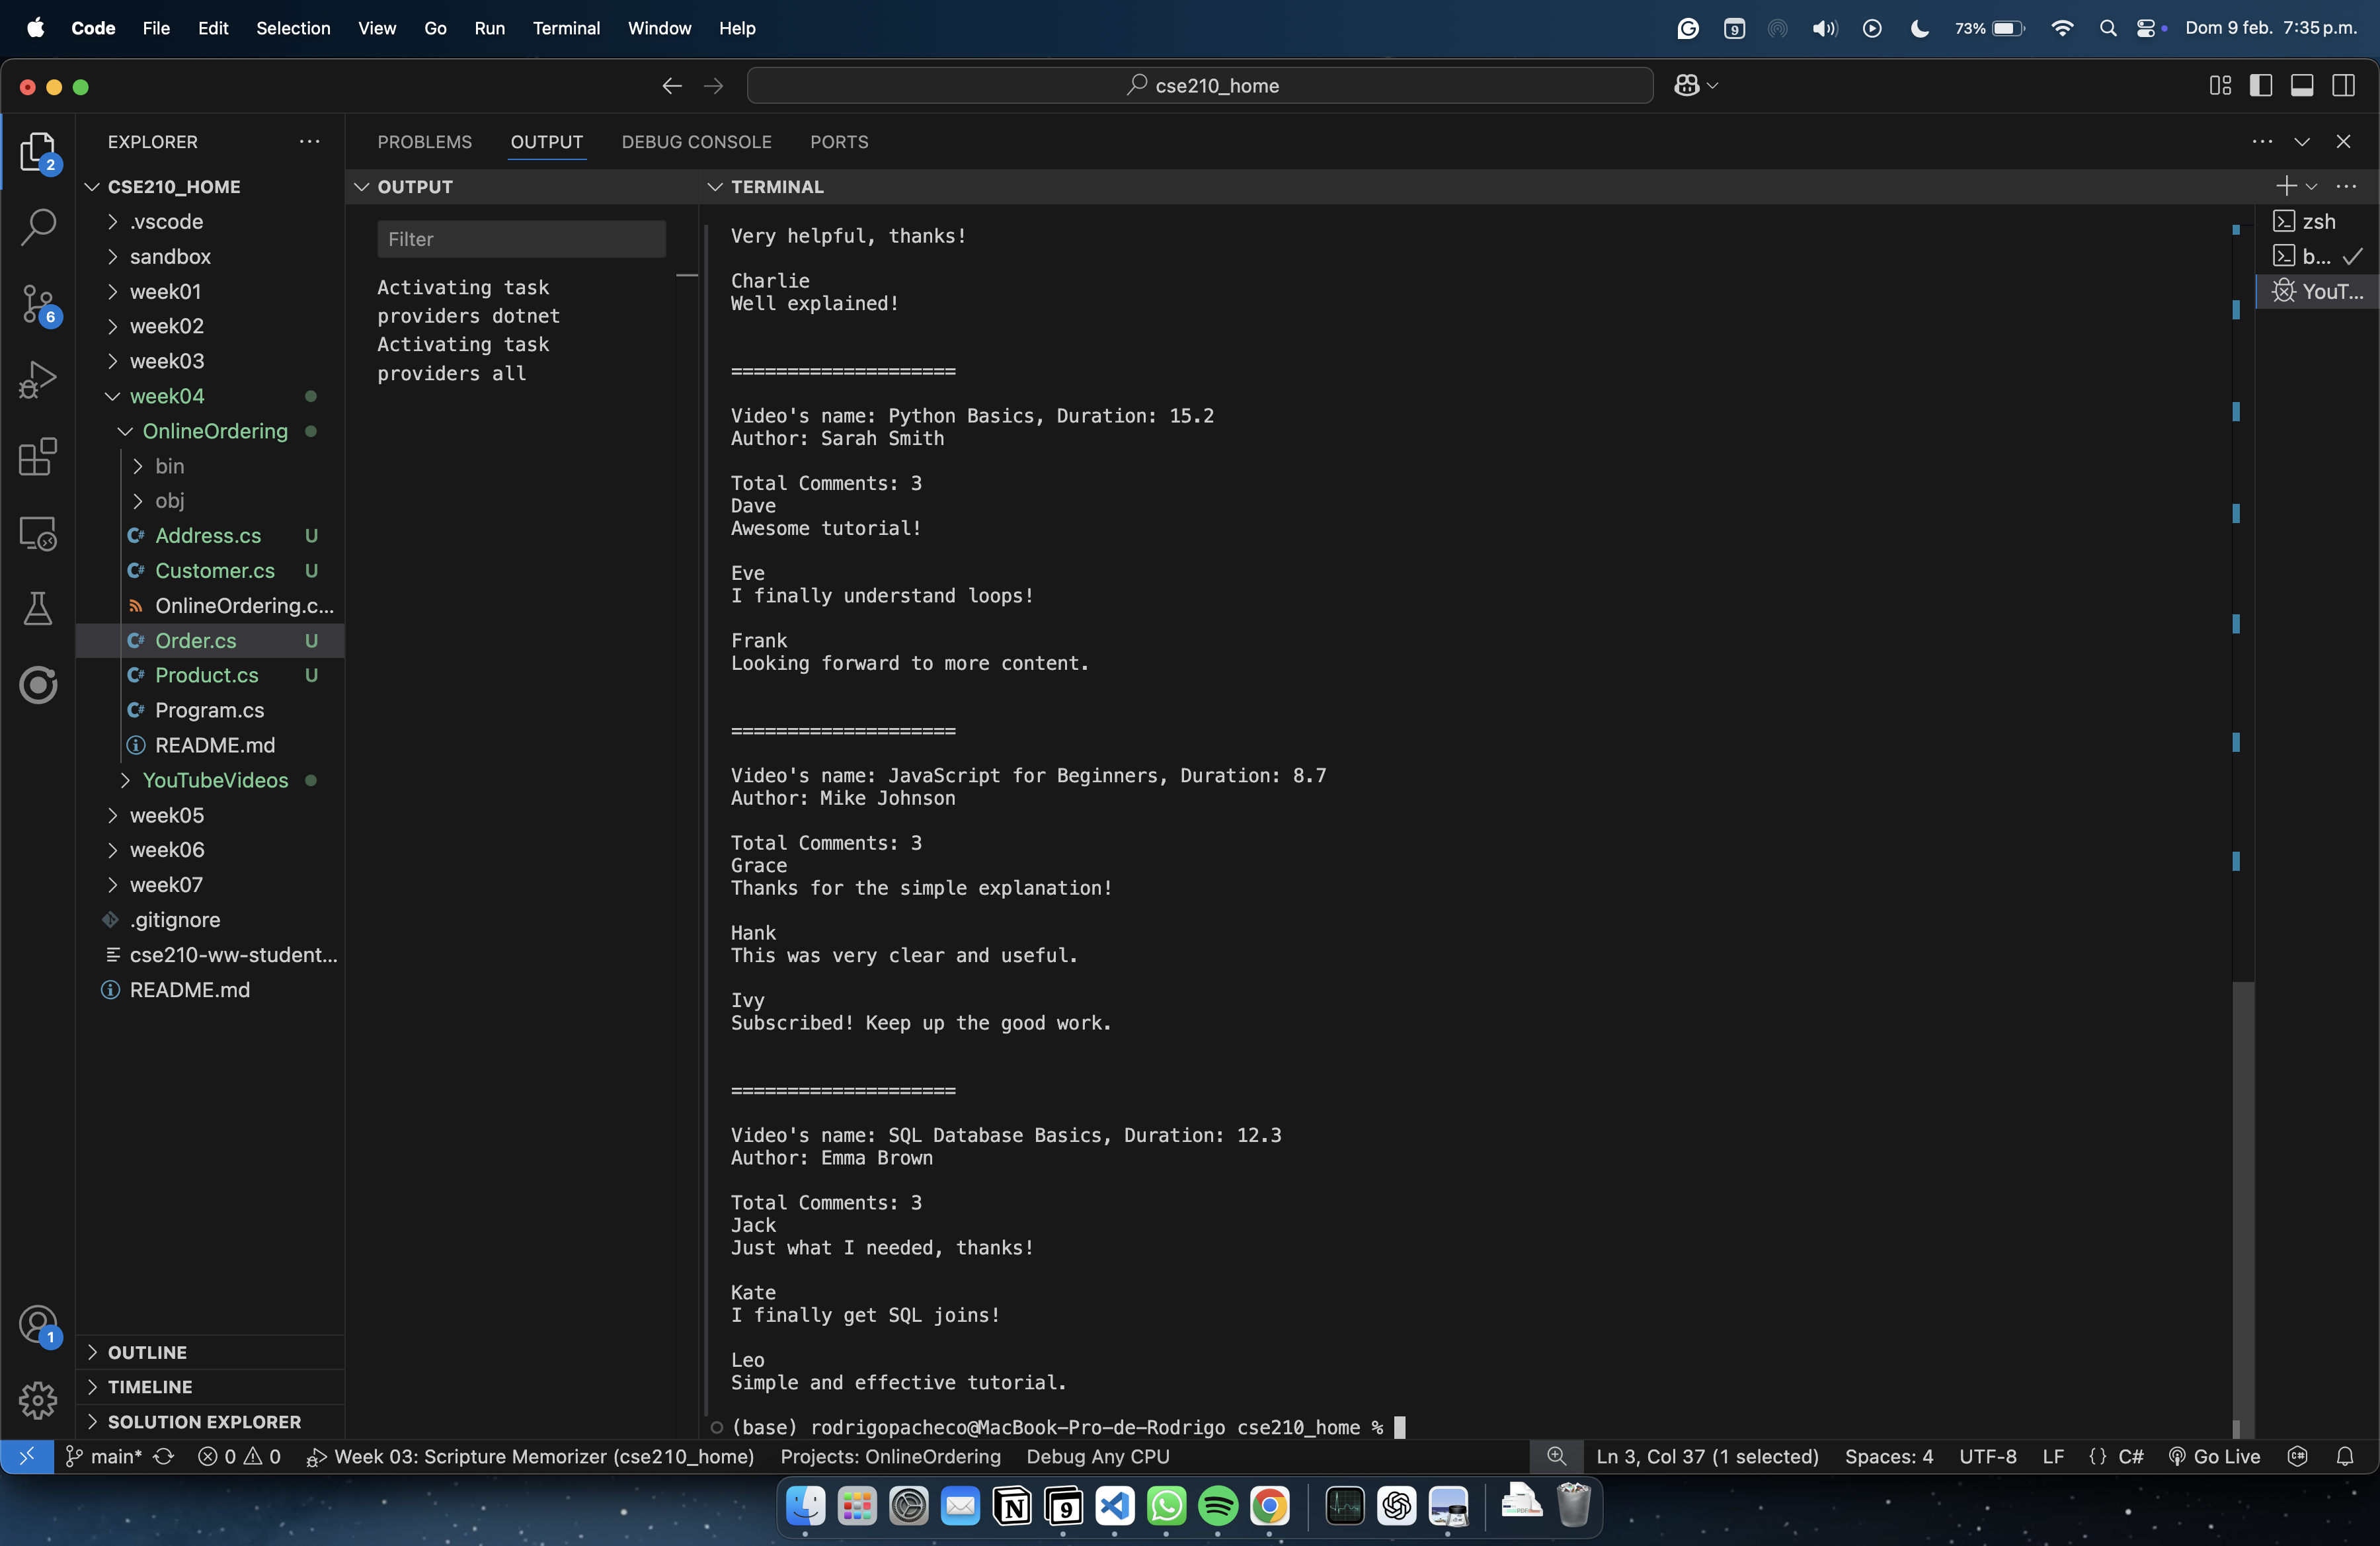 Code File Edit Selection View Go Run Terminal Window Help
9 73% Dom 9 feb. 7:35 p.m.
cse210_home
EXPLORER
PROBLEMS OUTPUT DEBUG CONSOLE PORTS
2
CSE210_HOME
.vscode
sandbox
week01
6
week02
week03
week04
OnlineOrdering
bin
obj
Address.cs U
Customer.cs U
OnlineOrdering.c...
Order.cs U
Product.cs U
Program.cs
README.md
YouTubeVideos
week05
week06
week07
.gitignore
cse210-ww-student...
README.md
1
OUTLINE
TIMELINE
SOLUTION EXPLORER
OUTPUT
Filter
Activating task
providers dotnet
Activating task
providers all
TERMINAL
Very helpful, thanks!
Charlie
Well explained!
====================
Video's name: Python Basics, Duration: 15.2
Author: Sarah Smith
Total Comments: 3
Dave
Awesome tutorial!
Eve
I finally understand loops!
Frank
Looking forward to more content.
====================
Video's name: JavaScript for Beginners, Duration: 8.7
Author: Mike Johnson
Total Comments: 3
Grace
Thanks for the simple explanation!
Hank
This was very clear and useful.
Ivy
Subscribed! Keep up the good work.
====================
Video's name: SQL Database Basics, Duration: 12.3
Author: Emma Brown
Total Comments: 3
Jack
Just what I needed, thanks!
Kate
I finally get SQL joins!
Leo
Simple and effective tutorial.
(base) rodrigopacheco@MacBook-Pro-de-Rodrigo cse210_home %
zsh
b...
YouT...
main* 0 0 Week 03: Scripture Memorizer (cse210_home) Projects: OnlineOrdering Debug Any CPU Ln 3, Col 37 (1 selected) Spaces: 4 UTF-8 LF {} C# Go Live
9